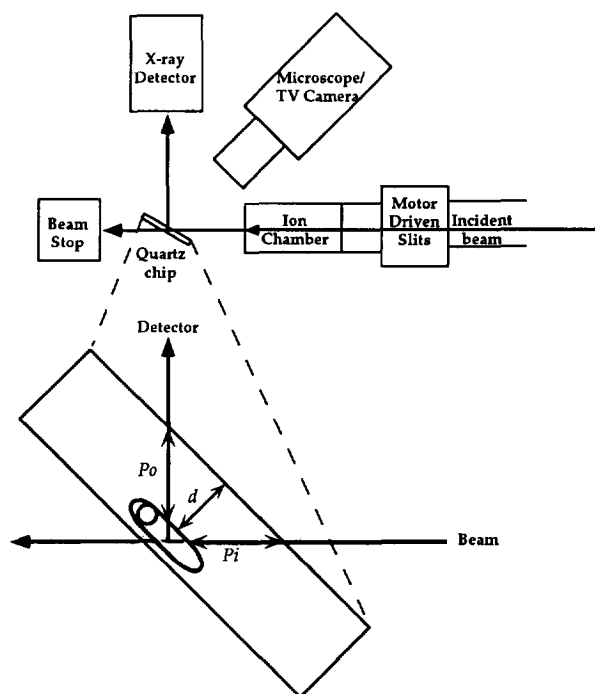 X-ray
Detector
Microscope/
TV Camera
Beam
Stop
Quartz
chip
Ion
Chamber
Motor
Driven
Slits
Incident
beam
Detector
Po
d
Pi
Beam